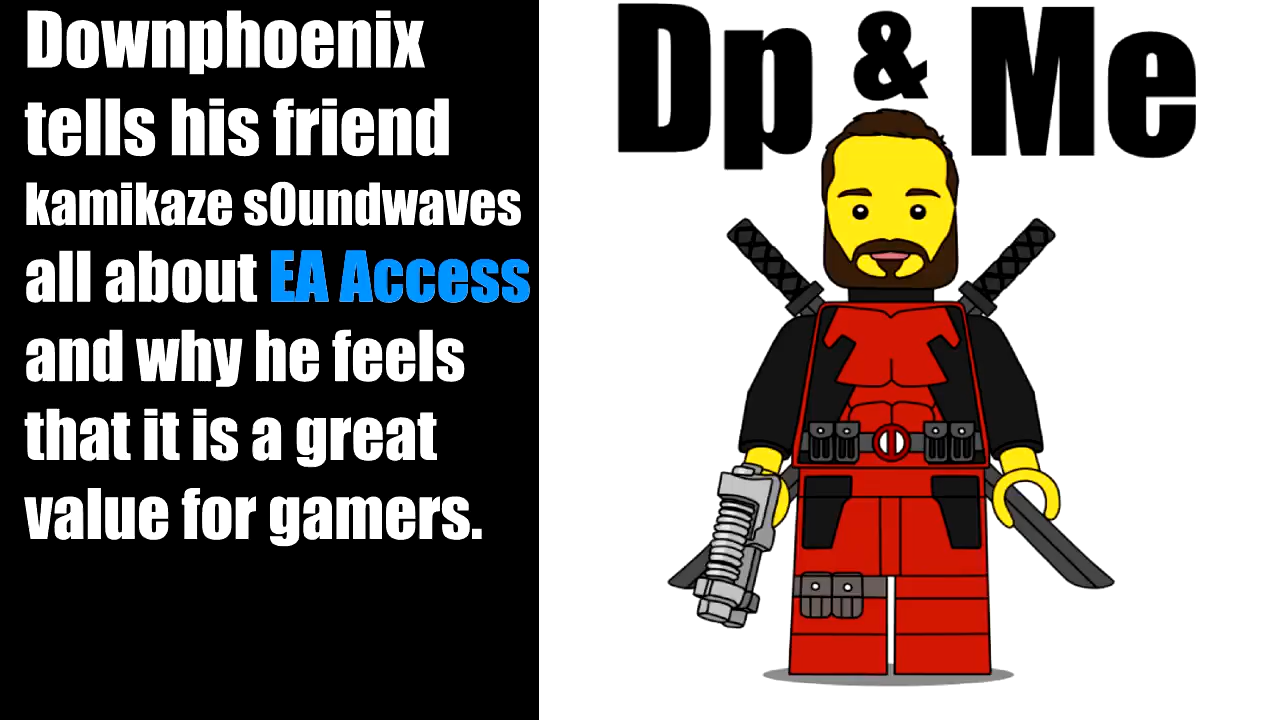 Downphoenix
tells his friend
kamikaze s0undwaves
all about EA Access
and why he feels
that it is a great
value for gamers.
Dp & Me